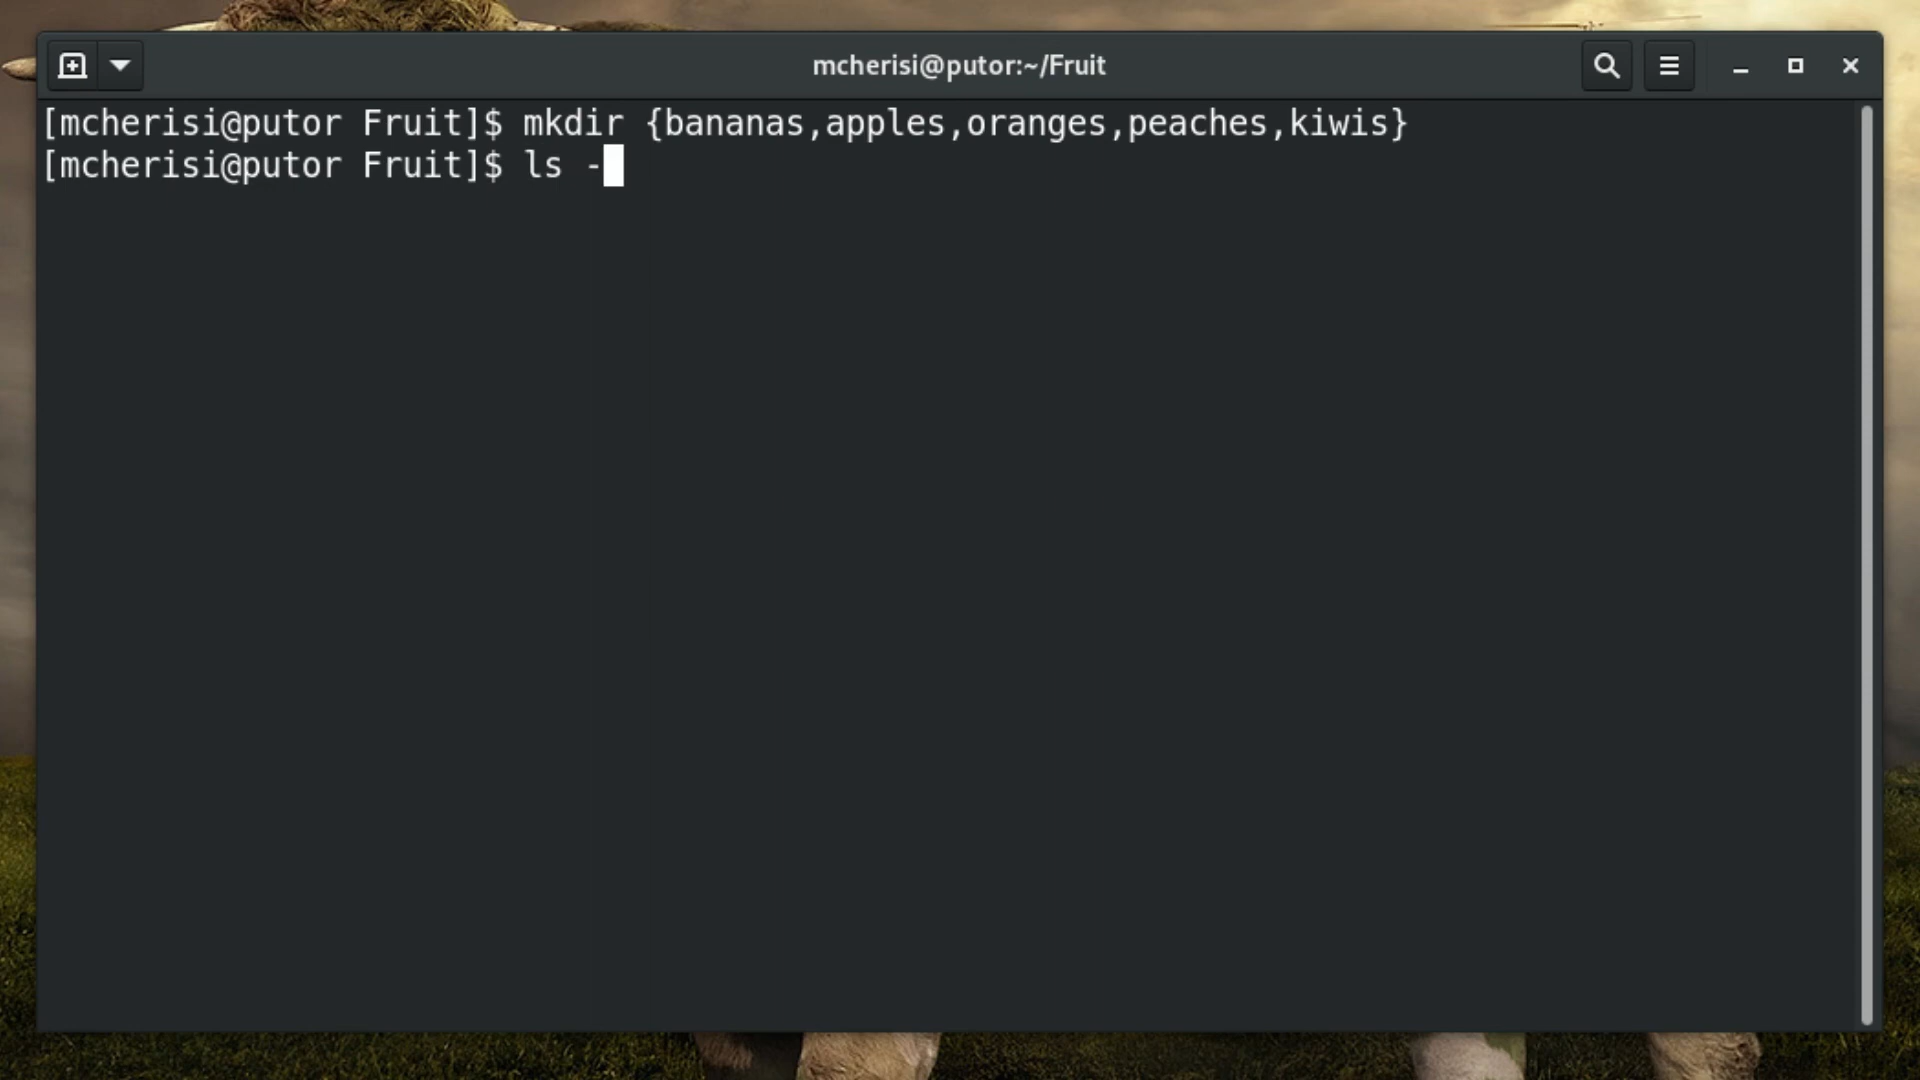 mcherisi@putor:~/Fruit
[mcherisi@putor Fruit]$ mkdir {bananas,apples,oranges,peaches,kiwis}
[mcherisi@putor Fruit]$ ls -